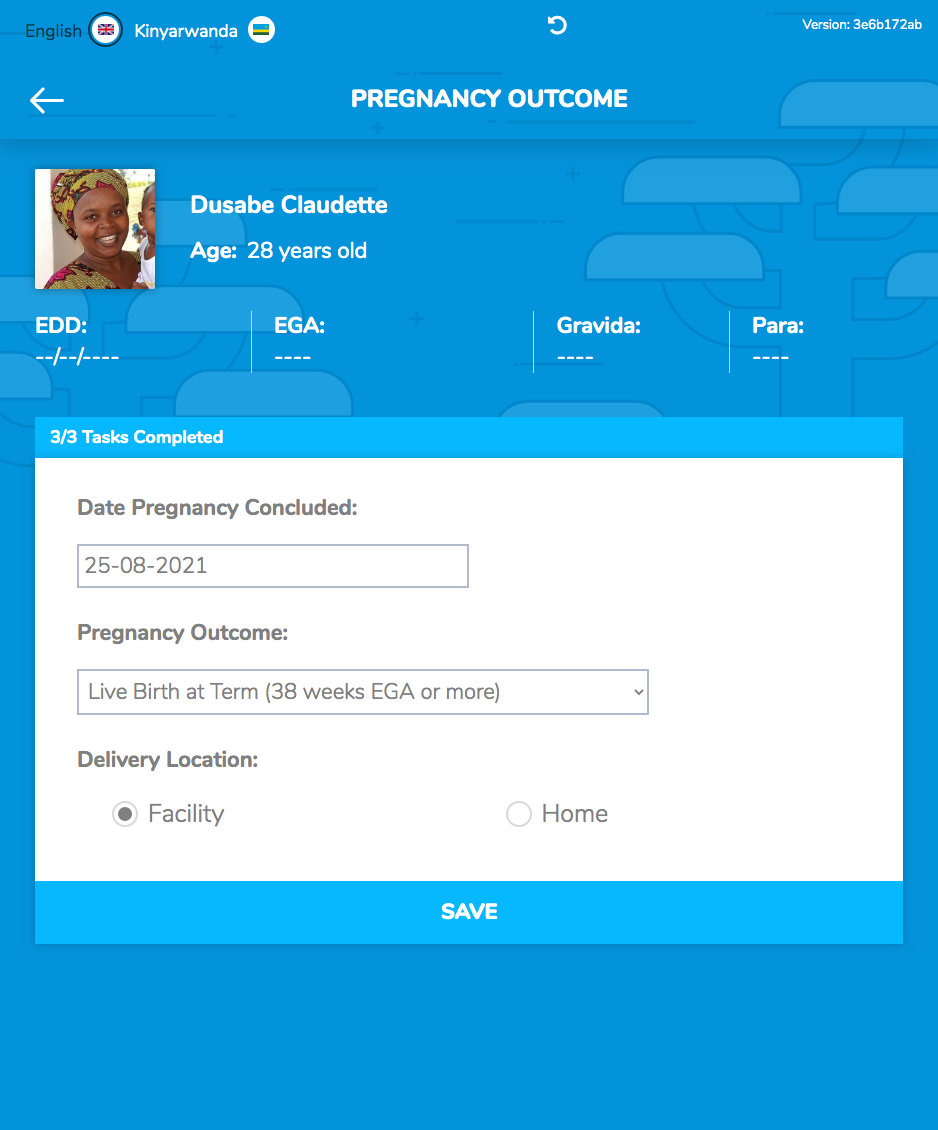 English Kinyarwanda Version: 3e6b172ab
PREGNANCY OUTCOME
Dusabe Claudette
Age: 28 years old
EDD: EGA: Gravida: Para:
--/--/---- ---- ---- ----
3/3 Tasks Completed
Date Pregnancy Concluded:
25-08-2021
Pregnancy Outcome:
Live Birth at Term (38 weeks EGA or more)
Delivery Location:
Facility Home
SAVE